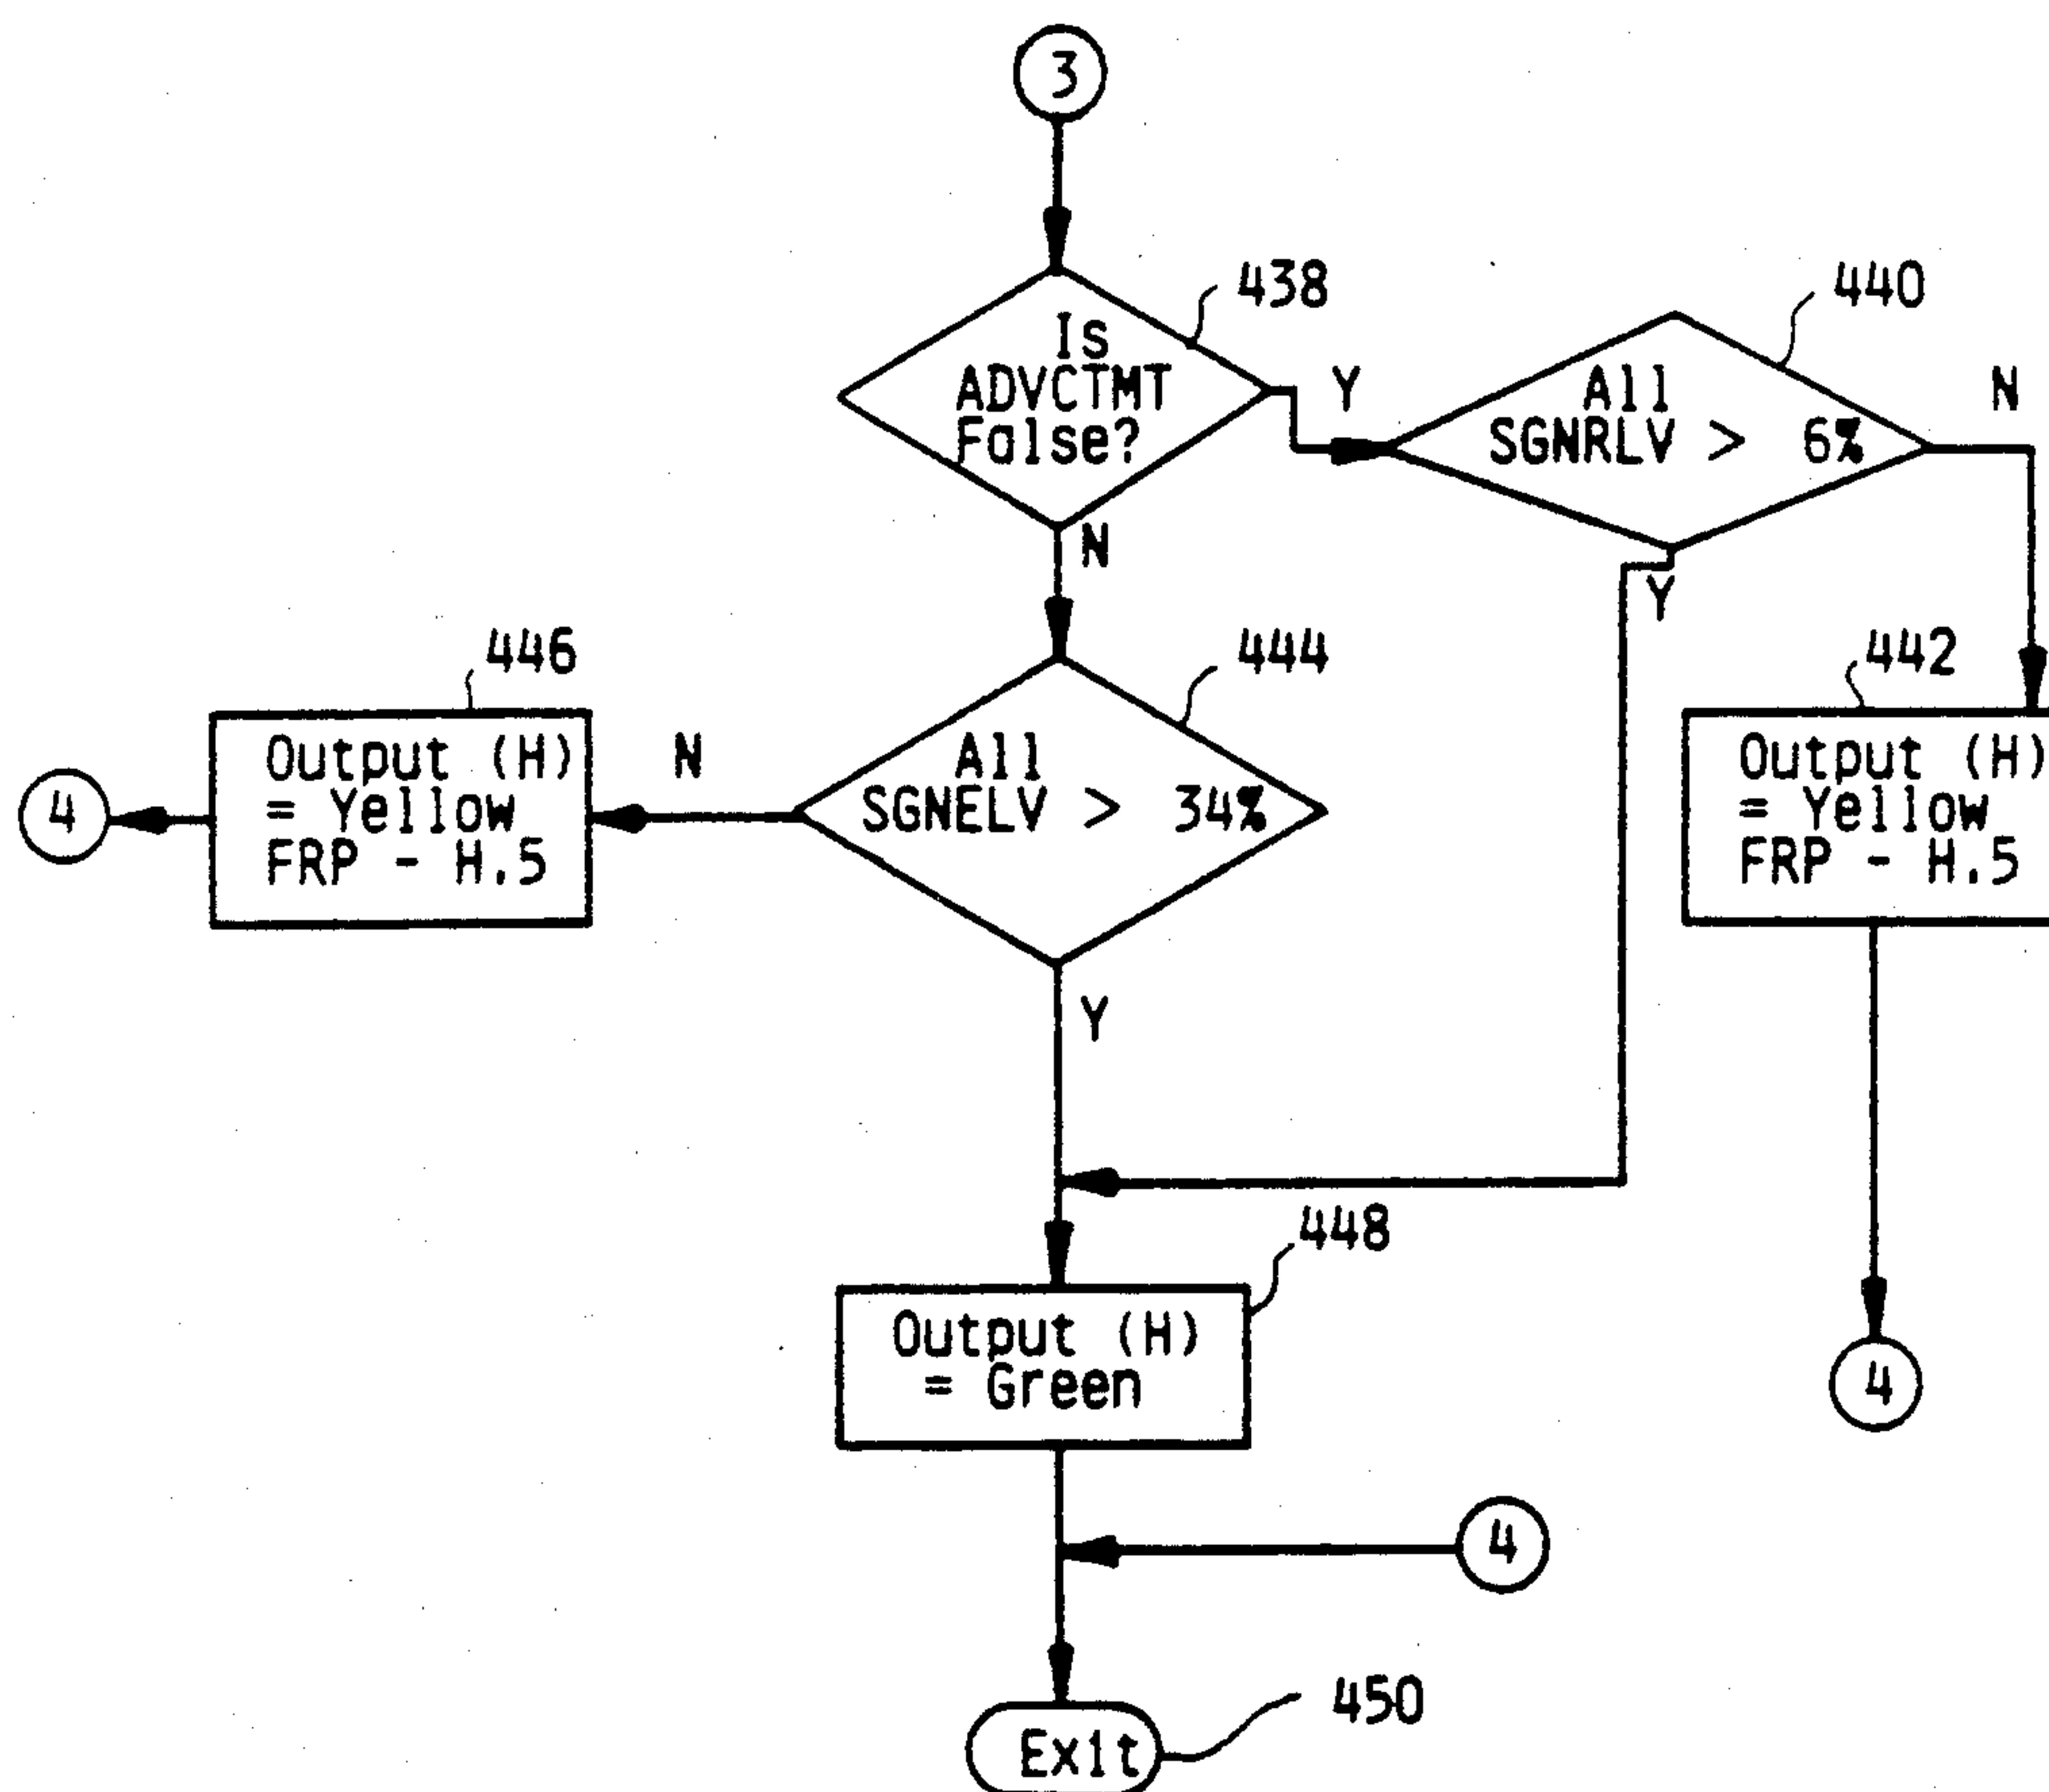 3
438
Is
ADVCTMT
False?
Y
N
440
All
SGNRLV > 6%
N
Y
446
Output (H)
= Yellow
FRP - H.5
4
N
444
All
SGNELV > 34%
Y
442
Output (H)
= Yellow
FRP - H.5
4
448
Output (H)
= Green
4
450
Exit